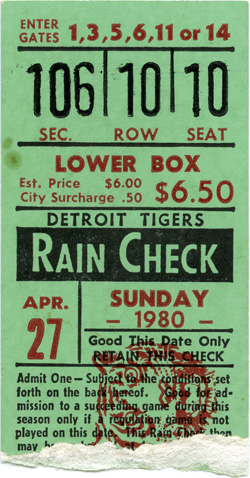 ENTER GATES 1,3,5,6,11 or 14
106 10 10
SEC. ROW SEAT
LOWER BOX
Est. Price $6.00
City Surcharge .50 $6.50
DETROIT TIGERS
RAIN CHECK
APR. 27
SUNDAY
- 1980 -
Good This Date Only
RETAIN THIS CHECK
Admit One — Subject to the conditions set
forth on the back hereof. Good for ad-
mission to a succeeding game during this
season only if a regulation game is not
played on this date. This Rain Check then
may be